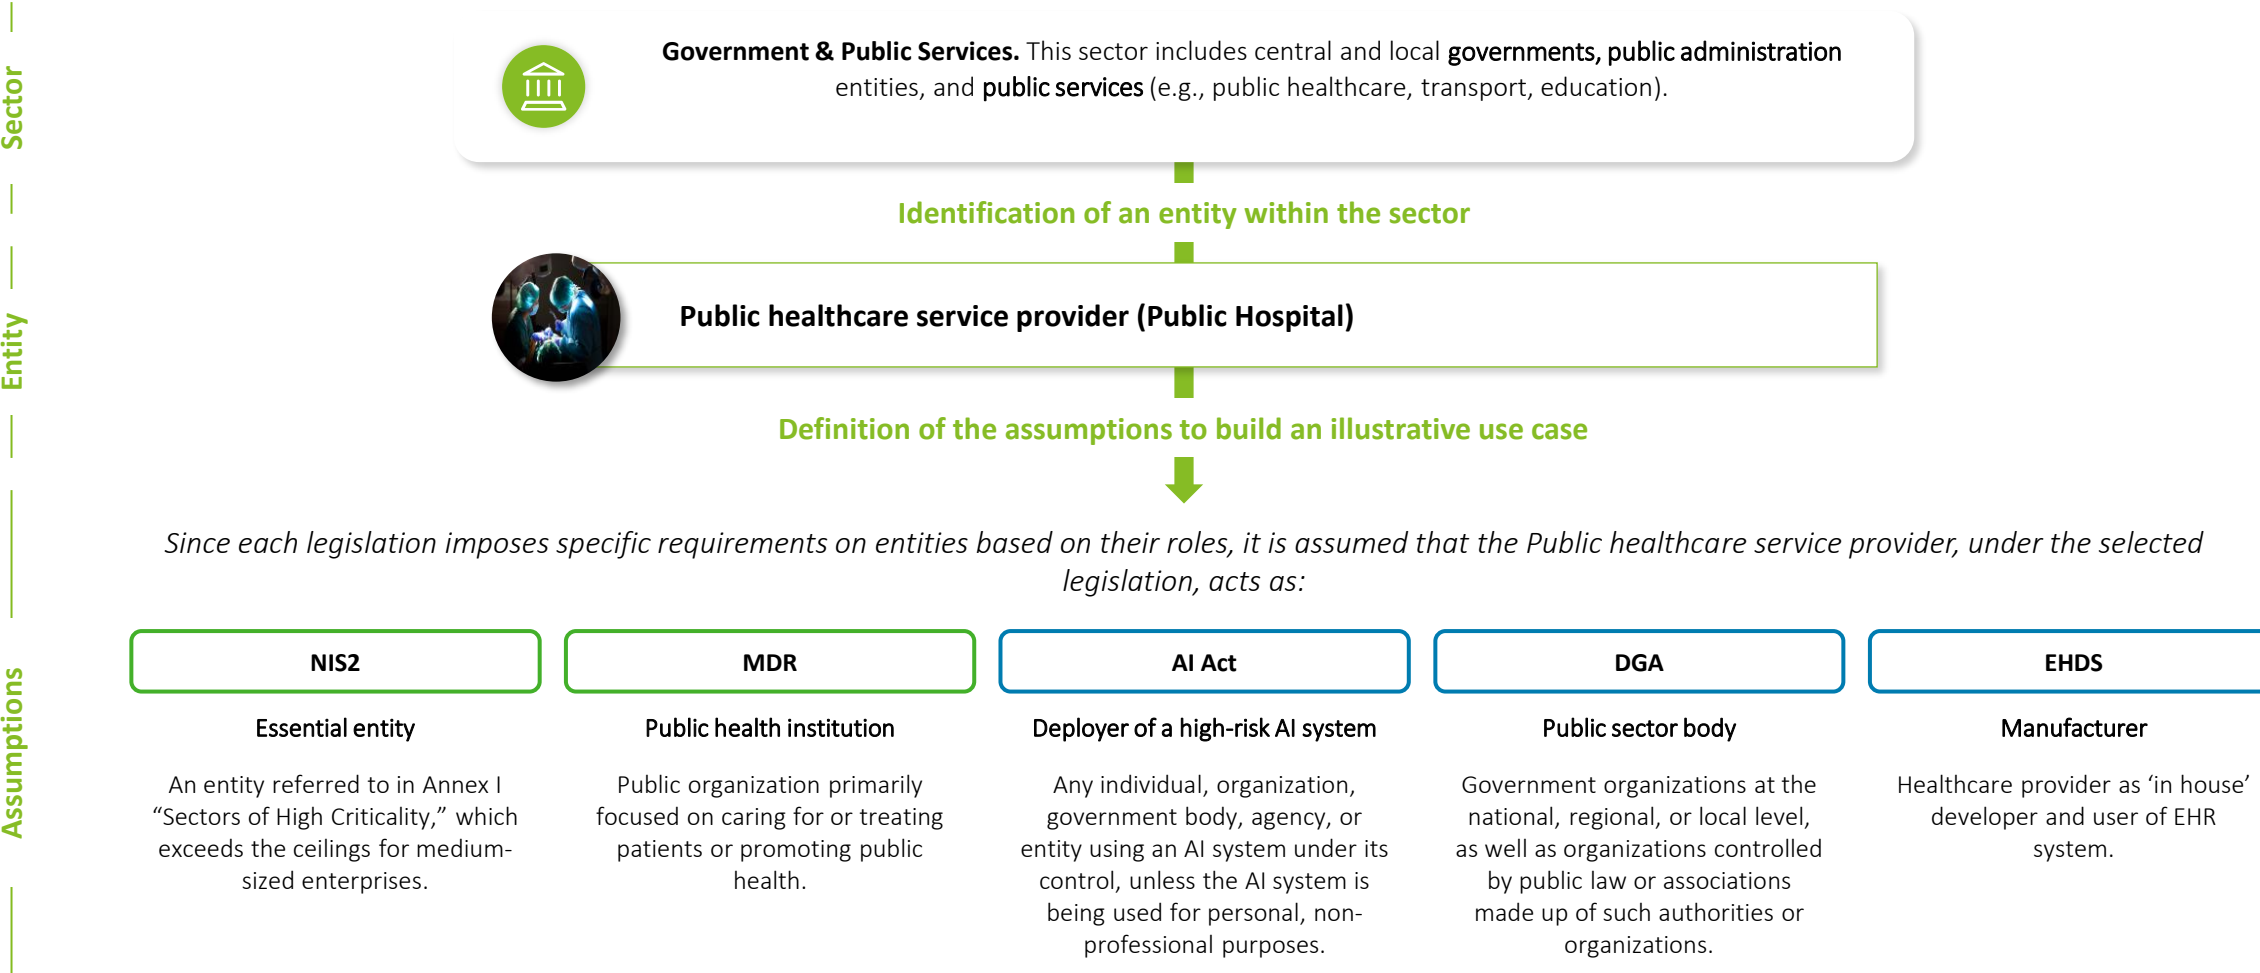 Sector
Government & Public Services. This sector includes central and local governments, public administration
entities, and public services (e.g., public healthcare, transport, education).
Identification of an entity within the sector
Entity
Public healthcare service provider (Public Hospital)
Definition of the assumptions to build an illustrative use case
Assumptions
Since each legislation imposes specific requirements on entities based on their roles, it is assumed that the Public healthcare service provider, under the selected
legislation, acts as:
NIS2
Essential entity
An entity referred to in Annex I
“Sectors of High Criticality,” which
exceeds the ceilings for medium-
sized enterprises.
MDR
Public health institution
Public organization primarily
focused on caring for or treating
patients or promoting public
health.
AI Act
Deployer of a high-risk AI system
Any individual, organization,
government body, agency, or
entity using an AI system under its
control, unless the AI system is
being used for personal, non-
professional purposes.
DGA
Public sector body
Government organizations at the
national, regional, or local level,
as well as organizations controlled
by public law or associations
made up of such authorities or
organizations.
EHDS
Manufacturer
Healthcare provider as ‘in house’
developer and user of EHR
system.